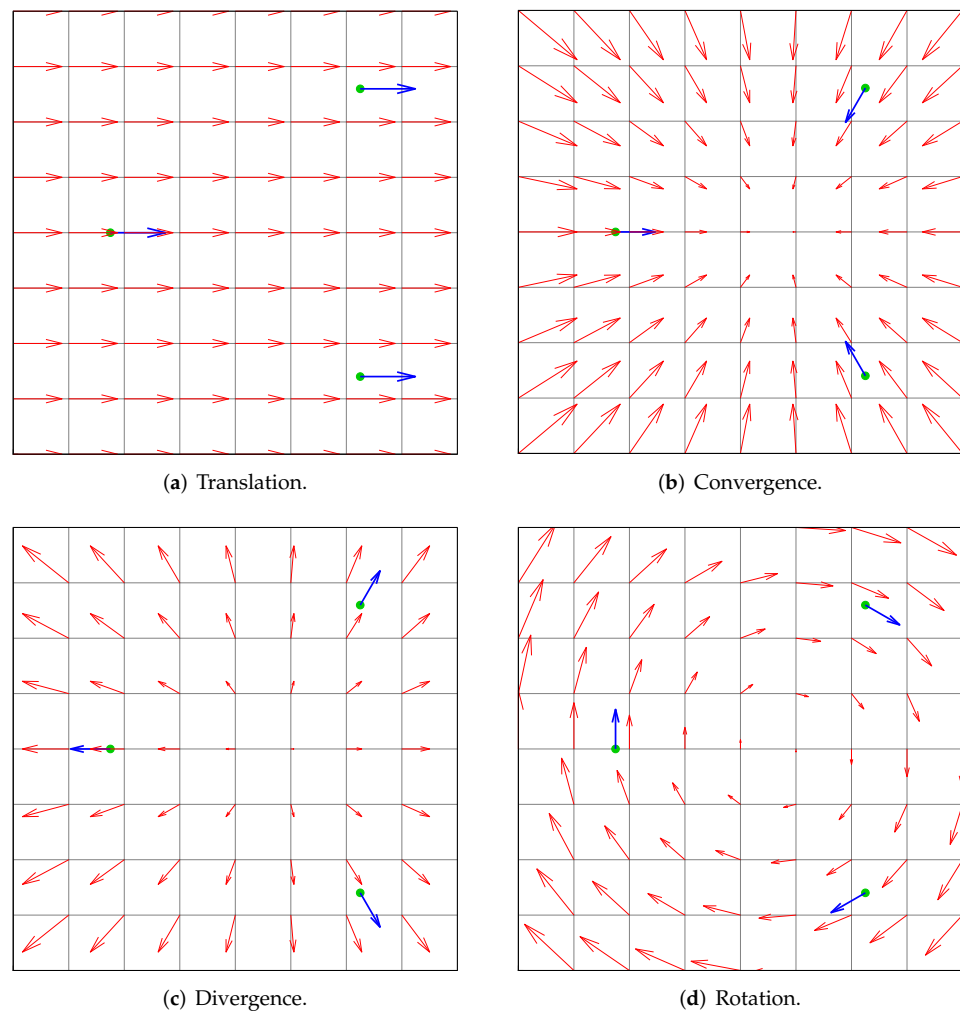 (a) Translation.
(b) Convergence.
(c) Divergence.
(d) Rotation.